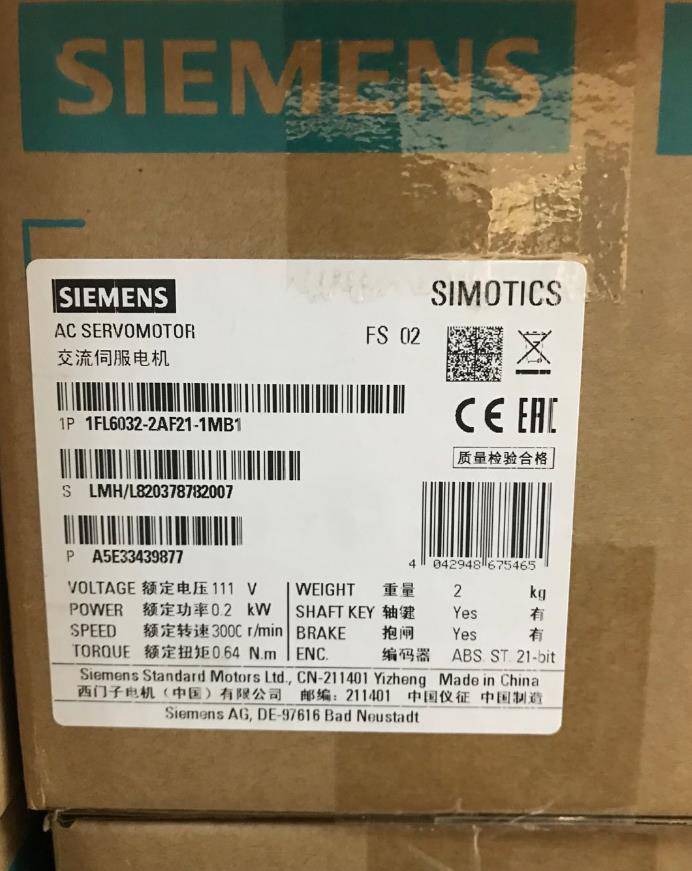 SIEMENS
SIEMENS
SIMOTICS
AC SERVOMOTOR
FS 02
交流伺服电机
1P 1FL6032-2AF21-1MB1
CE EAC
质量检验合格
S LMH/L820378782007
P A5E33439877
4 042948 675465
VOLTAGE 额定电压 111 V
POWER 额定功率 0.2 kW
SPEED 额定转速 3000 r/min
TORQUE 额定扭矩 0.64 N.m
WEIGHT 重量 2 kg
SHAFT KEY 轴键 Yes 有
BRAKE 抱闸 Yes 有
ENC. 编码器 ABS. ST. 21-bit
Siemens Standard Motors Ltd., CN-211401 Yizheng Made in China
西门子电机（中国）有限公司 邮编：211401 中国仪征 中国制造
Siemens AG, DE-97616 Bad Neustadt